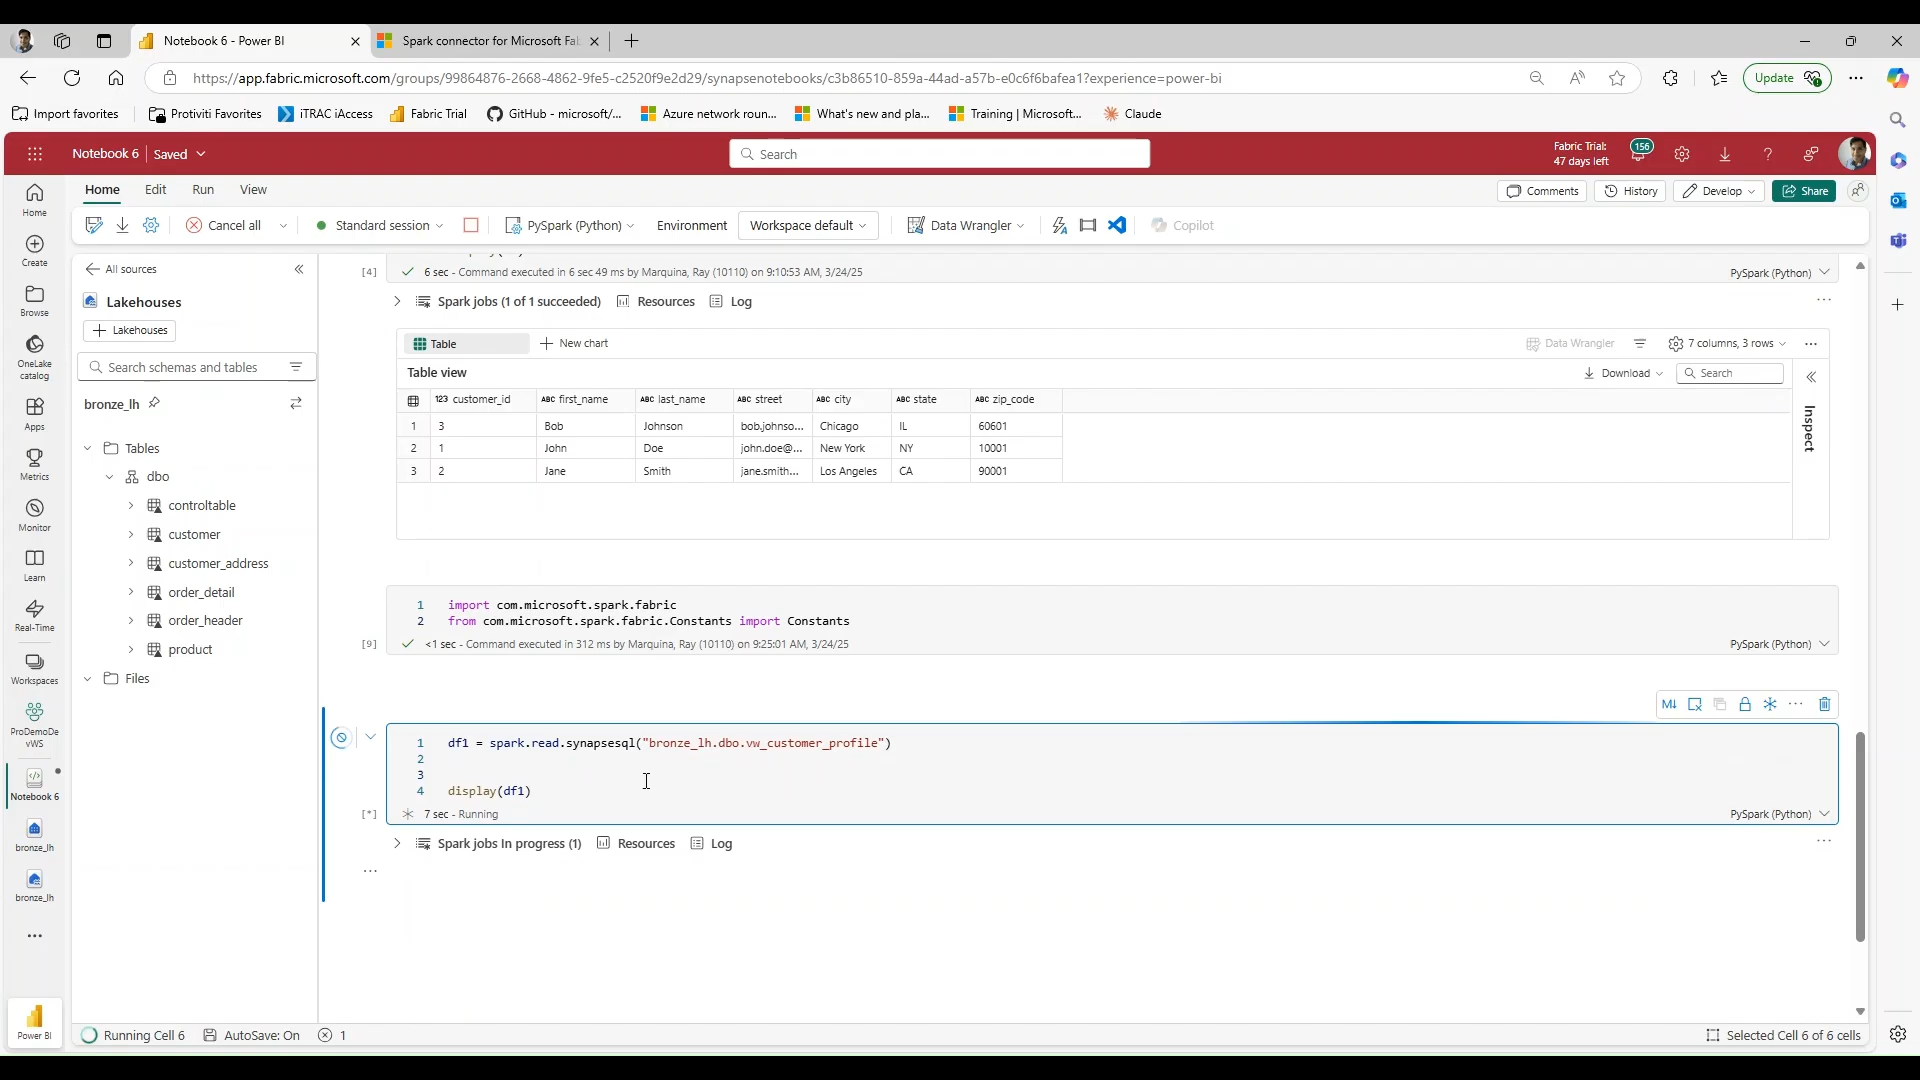 Notebook 6 - Power BI
Spark connector for Microsoft Fa
https://app.fabric.microsoft.com/groups/99864876-2668-4862-9fe5-c2520f9e2d29/synapsenotebooks/c3b86510-859a-44ad-a57b-e0c6f6bafea1?experience=power-bi
Update
Import favorites
Protiviti Favorites
iTRAC iAccess
Fabric Trial
GitHub - microsoft/...
Azure network roun...
What's new and pla...
Training | Microsoft...
Claude
Notebook 6 | Saved
Search
Fabric Trial:
47 days left
156
Home
Edit
Run
View
Comments
History
Develop
Share
Cancel all
Standard session
PySpark (Python)
Environment
Workspace default
Data Wrangler
Copilot
Home
Create
Browse
OneLake
catalog
Apps
Metrics
Monitor
Learn
Real-Time
Workspaces
ProDemoDe
vWS
Notebook 6
bronze_lh
bronze_lh
Power BI
All sources
Lakehouses
Lakehouses
Search schemas and tables
bronze_lh
Tables
dbo
controltable
customer
customer_address
order_detail
order_header
product
Files
[4]
6 sec - Command executed in 6 sec 49 ms by Marquina, Ray (10110) on 9:10:53 AM, 3/24/25
PySpark (Python)
Spark jobs (1 of 1 succeeded)
Resources
Log
Table
New chart
Data Wrangler
7 columns, 3 rows
Table view
Download
Search
Inspect
123 customer_id ABC first_name ABC last_name ABC street ABC city ABC state ABC zip_code
1 3 Bob Johnson bob.johnso... Chicago IL 60601
2 1 John Doe john.doe@... New York NY 10001
3 2 Jane Smith jane.smith... Los Angeles CA 90001
1 import com.microsoft.spark.fabric
2 from com.microsoft.spark.fabric.Constants import Constants
[9]
<1 sec - Command executed in 312 ms by Marquina, Ray (10110) on 9:25:01 AM, 3/24/25
PySpark (Python)
M↓
1 df1 = spark.read.synapsesql("bronze_lh.dbo.vw_customer_profile")
2
3
4 display(df1)
[*]
7 sec - Running
PySpark (Python)
Spark jobs In progress (1)
Resources
Log
Running Cell 6
AutoSave: On
1
Selected Cell 6 of 6 cells